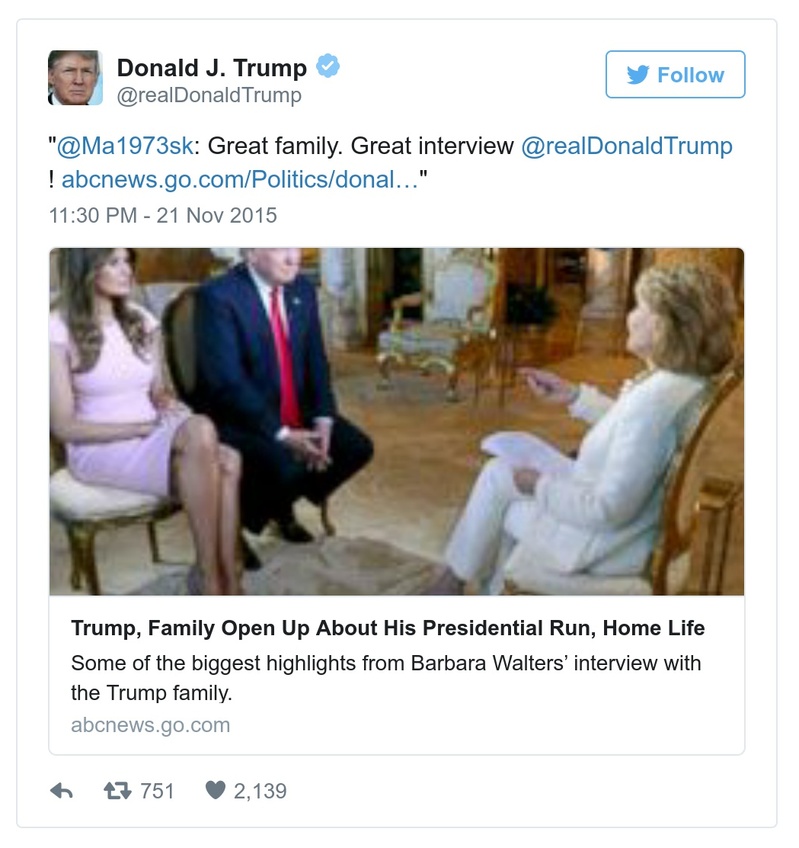 Donald J. Trump
@realDonaldTrump
Follow
"@Ma1973sk: Great family. Great interview @realDonaldTrump
! abcnews.go.com/Politics/donal…"
11:30 PM - 21 Nov 2015
Trump, Family Open Up About His Presidential Run, Home Life
Some of the biggest highlights from Barbara Walters’ interview with
the Trump family.
abcnews.go.com
751
2,139